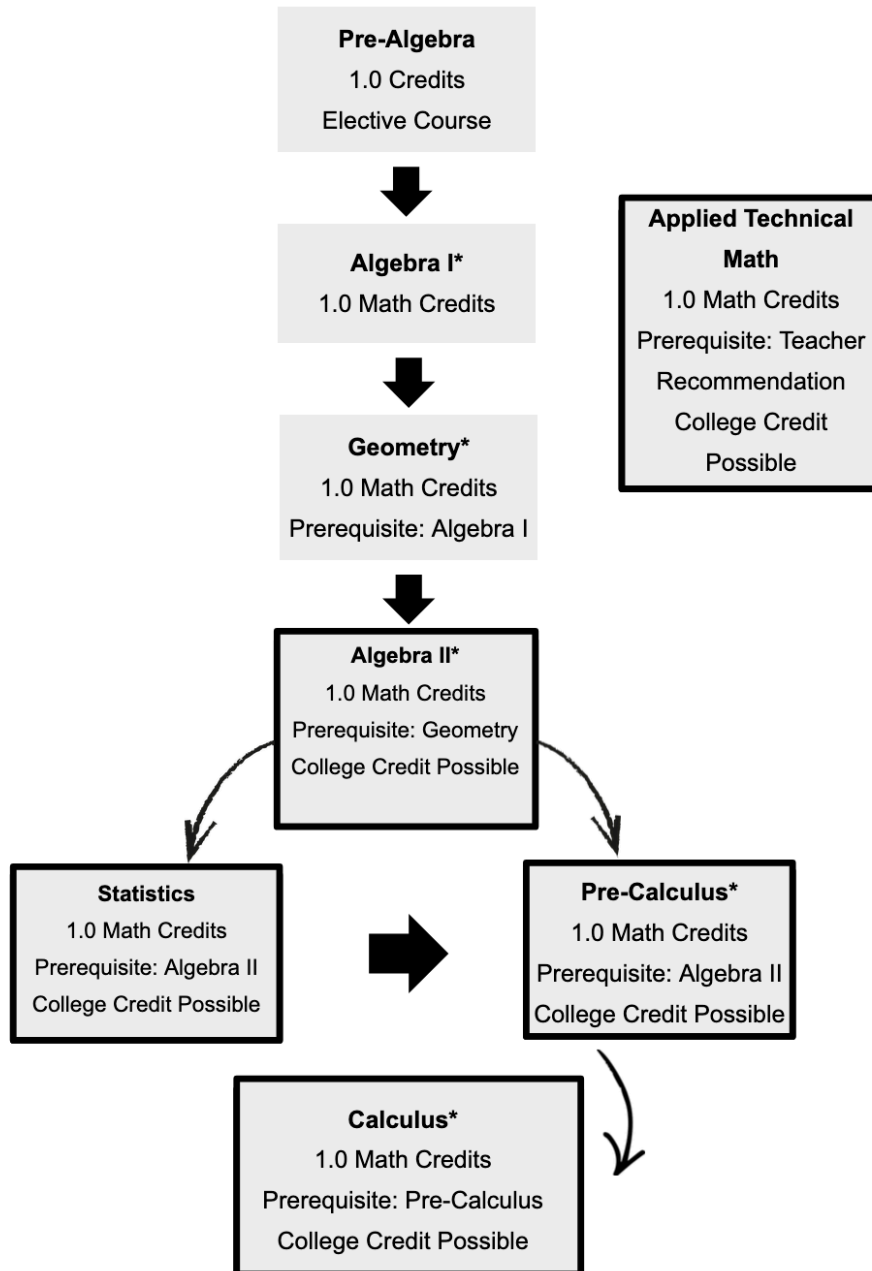 Pre-Algebra
1.0 Credits
Elective Course
Algebra I*
1.0 Math Credits
Applied Technical
Math
1.0 Math Credits
Prerequisite: Teacher
Recommendation
College Credit
Possible
Geometry*
1.0 Math Credits
Prerequisite: Algebra I
Algebra II*
1.0 Math Credits
Prerequisite: Geometry
College Credit Possible
Statistics
1.0 Math Credits
Prerequisite: Algebra II
College Credit Possible
Pre-Calculus*
1.0 Math Credits
Prerequisite: Algebra II
College Credit Possible
Calculus*
1.0 Math Credits
Prerequisite: Pre-Calculus
College Credit Possible